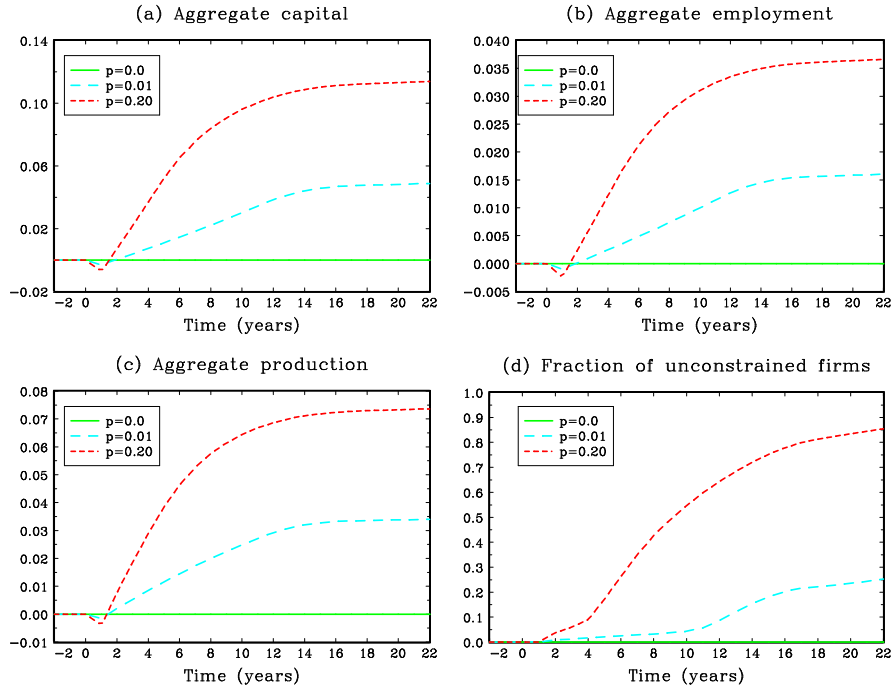 (a) Aggregate capital
0.14
0.10
0.06
0.02
−0.02
p=0.0
p=0.01
p=0.20
−2 0 2 4 6 8 10 12 14 16 18 20 22
Time (years)
(b) Aggregate employment
0.040
0.035
0.030
0.025
0.020
0.015
0.010
0.005
0.000
−0.005
p=0.0
p=0.01
p=0.20
−2 0 2 4 6 8 10 12 14 16 18 20 22
Time (years)
(c) Aggregate production
0.08
0.07
0.06
0.05
0.04
0.03
0.02
0.01
0.00
−0.01
p=0.0
p=0.01
p=0.20
−2 0 2 4 6 8 10 12 14 16 18 20 22
Time (years)
(d) Fraction of unconstrained firms
1.0
0.9
0.8
0.7
0.6
0.5
0.4
0.3
0.2
0.1
0.0
p=0.0
p=0.01
p=0.20
−2 0 2 4 6 8 10 12 14 16 18 20 22
Time (years)